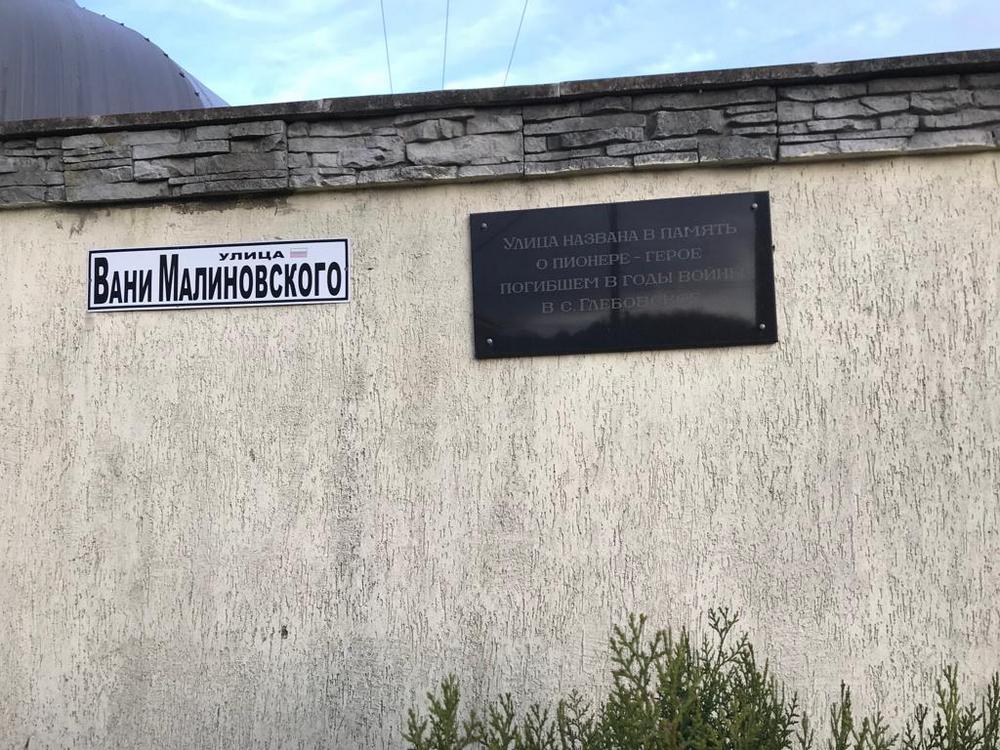 УЛИЦА
ВАНИ МАЛИНОВСКОГО
УЛИЦА НАЗВАНА В ПАМЯТЬ
О ПИОНЕРЕ - ГЕРОЕ
ПОГИБШЕМ В ГОДЫ ВОЙНЫ
В С. ГЛЕБОВСКОЕ